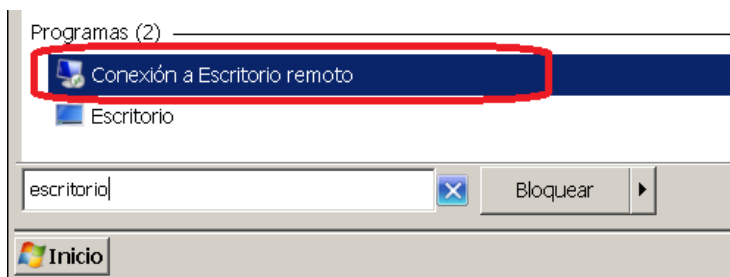 Programas (2)
Conexión a Escritorio remoto
Escritorio
escritorio
Bloquear
Inicio